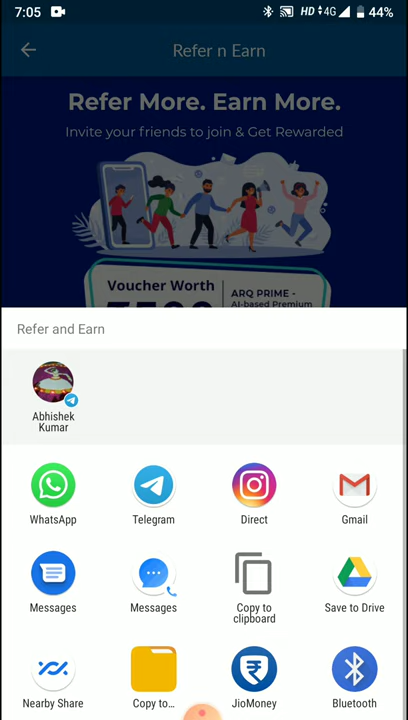 7:05
HD 4G 44%
Refer n Earn
Refer More. Earn More.
Invite your friends to join & Get Rewarded
Voucher Worth
ARQ PRIME -
AI-based Premium
Refer and Earn
Abhishek
Kumar
WhatsApp
Telegram
Direct
Gmail
Messages
Messages
Copy to
clipboard
Save to Drive
Nearby Share
Copy to...
JioMoney
Bluetooth